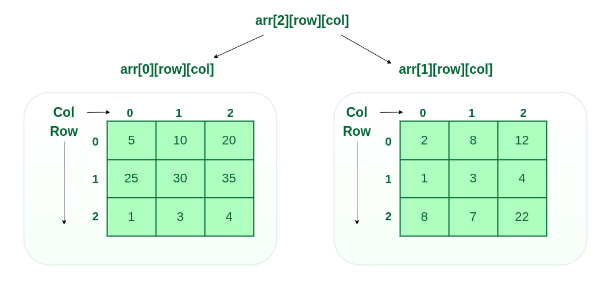 arr[2][row][col]
arr[0][row][col]
Col 0 1 2
Row
0 5 10 20
1 25 30 35
2 1 3 4
arr[1][row][col]
Col 0 1 2
Row
0 2 8 12
1 1 3 4
2 8 7 22